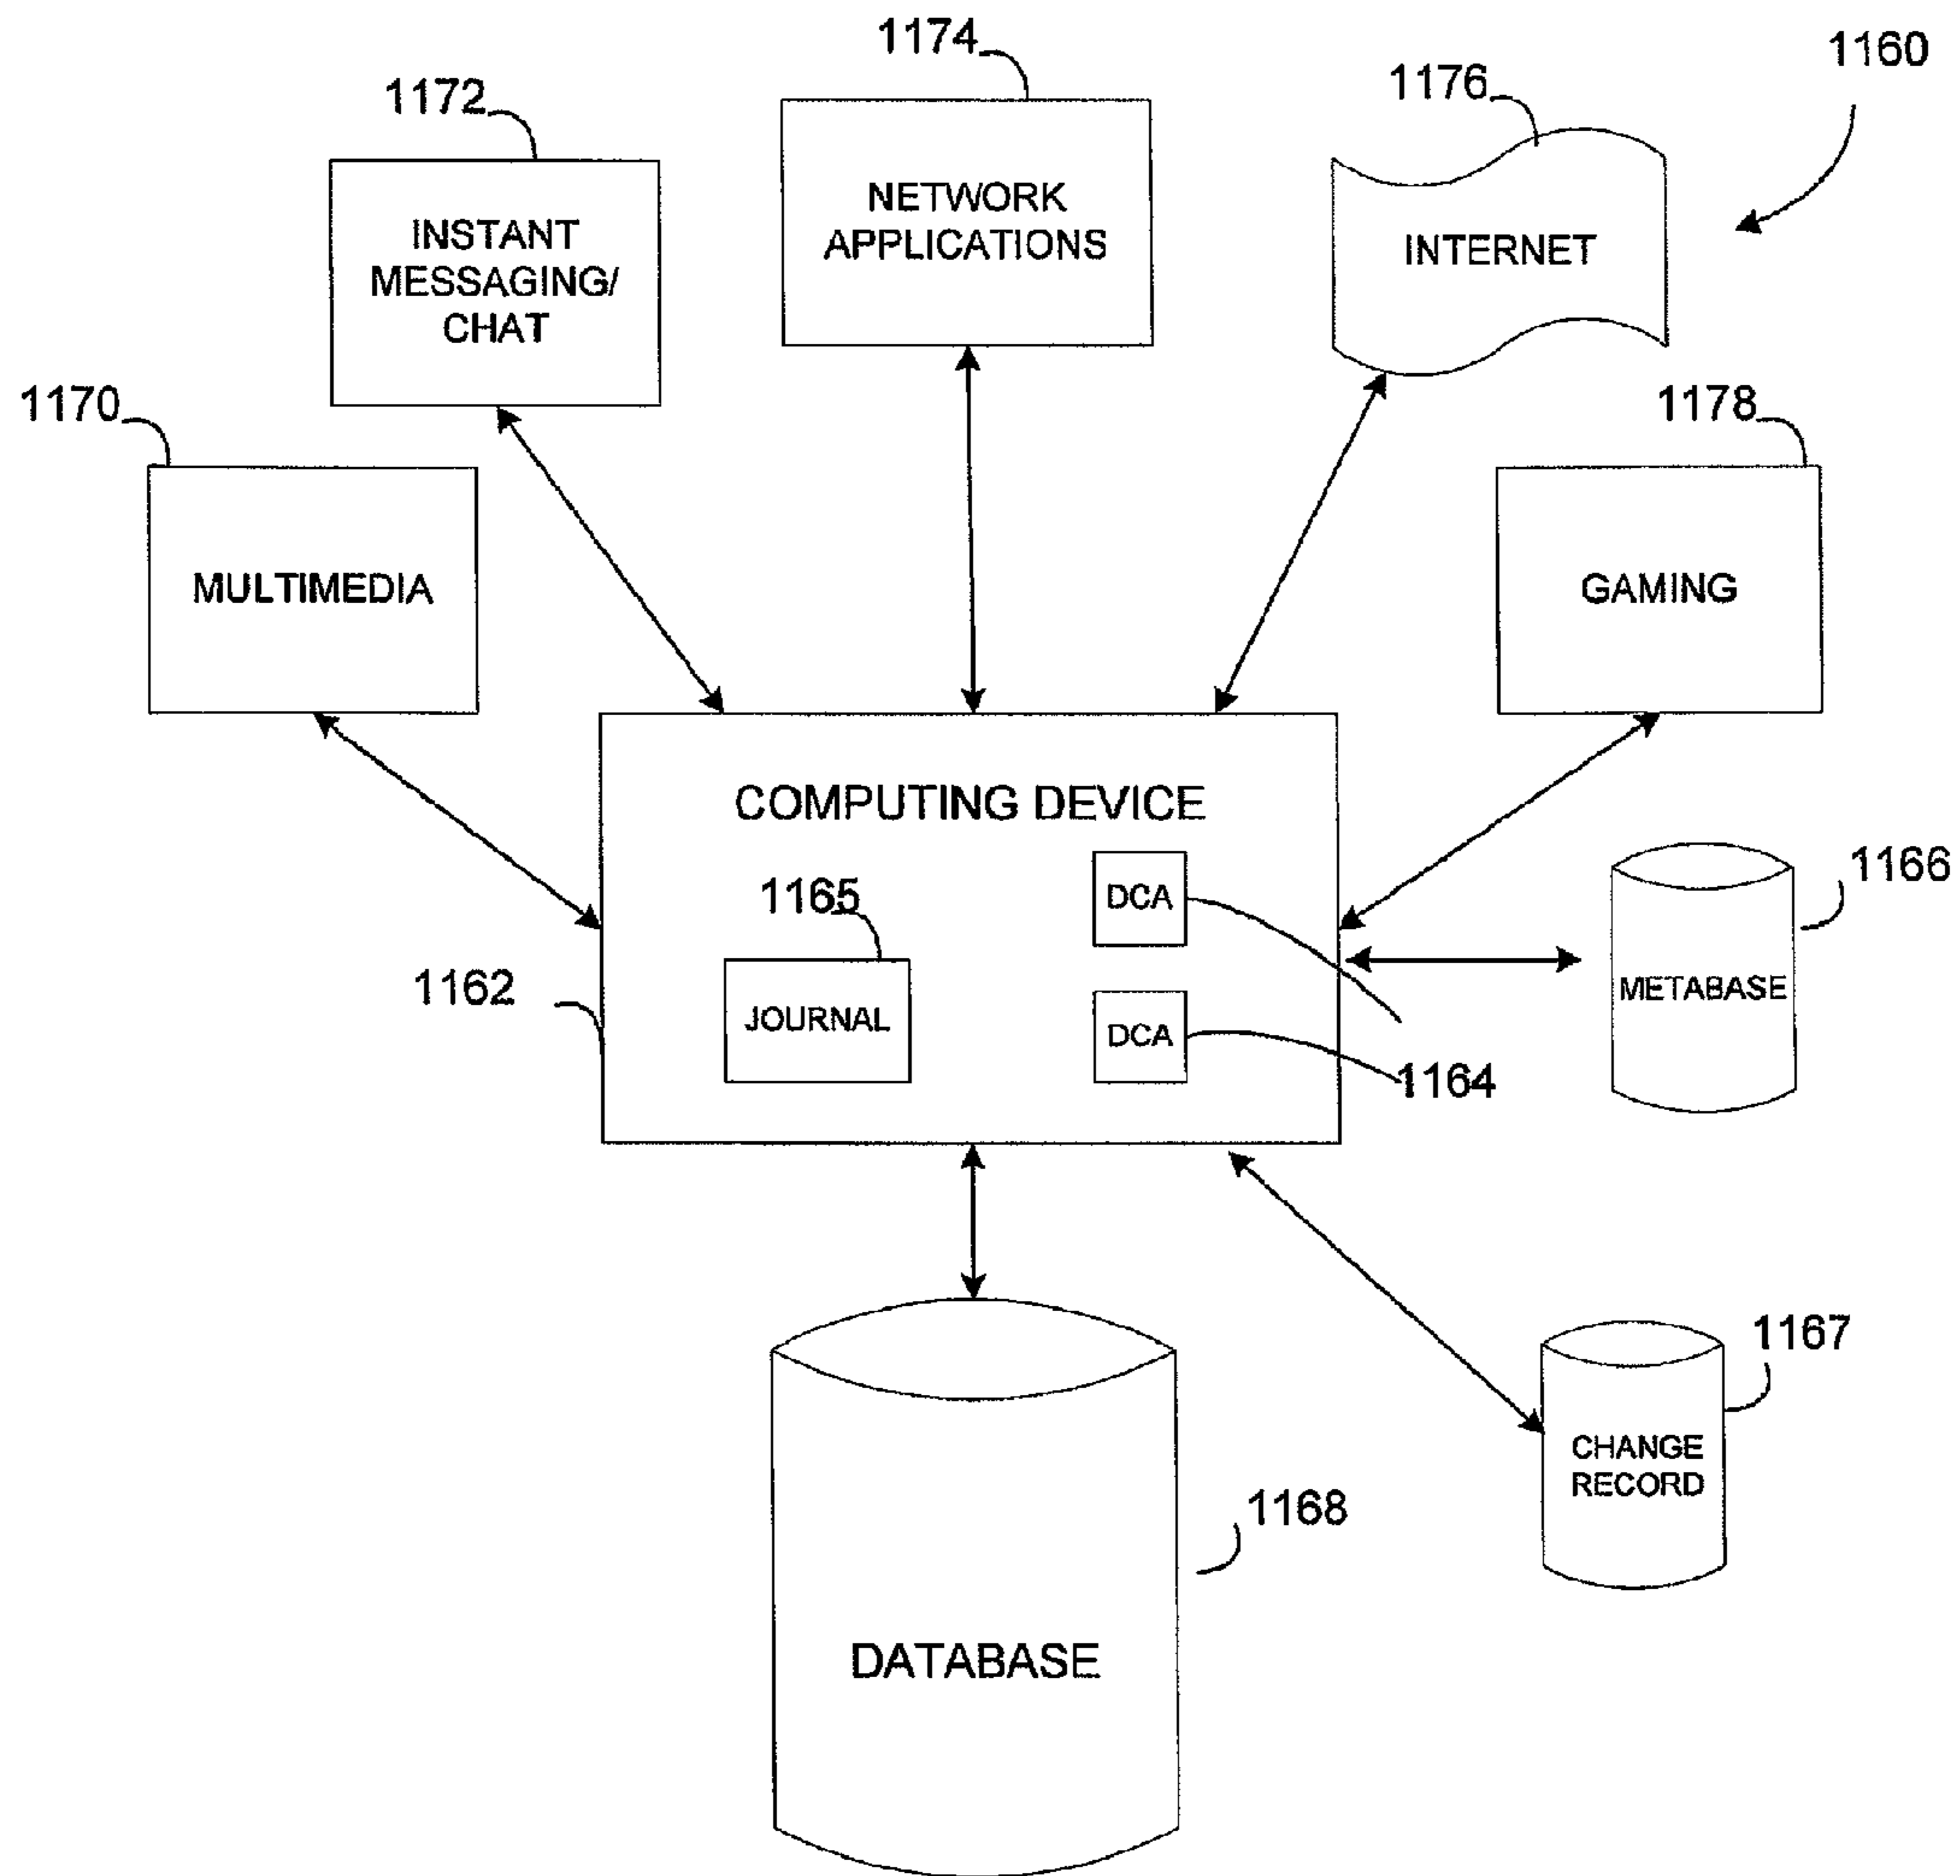 1174
1160
1172
1176
NETWORK
APPLICATIONS
INSTANT
MESSAGING/
CHAT
INTERNET
1170
1178
MULTIMEDIA
GAMING
COMPUTING DEVICE
1165
DCA
1166
1162
JOURNAL
DCA
METABASE
1164
1167
CHANGE
RECORD
1168
DATABASE